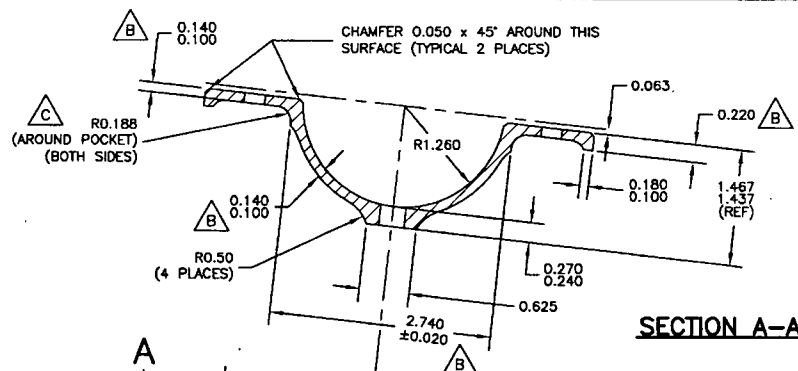 B
0.140
0.100
CHAMFER 0.050 x 45° AROUND THIS
SURFACE (TYPICAL 2 PLACES)
0.063
0.220
B
C
R0.188
(AROUND POCKET)
(BOTH SIDES)
R1.260
0.140
0.100
B
0.180
0.100
1.467
1.437
(REF)
R0.50
(4 PLACES)
0.270
0.240
0.625
2.740
±0.020
B
SECTION A-A
A